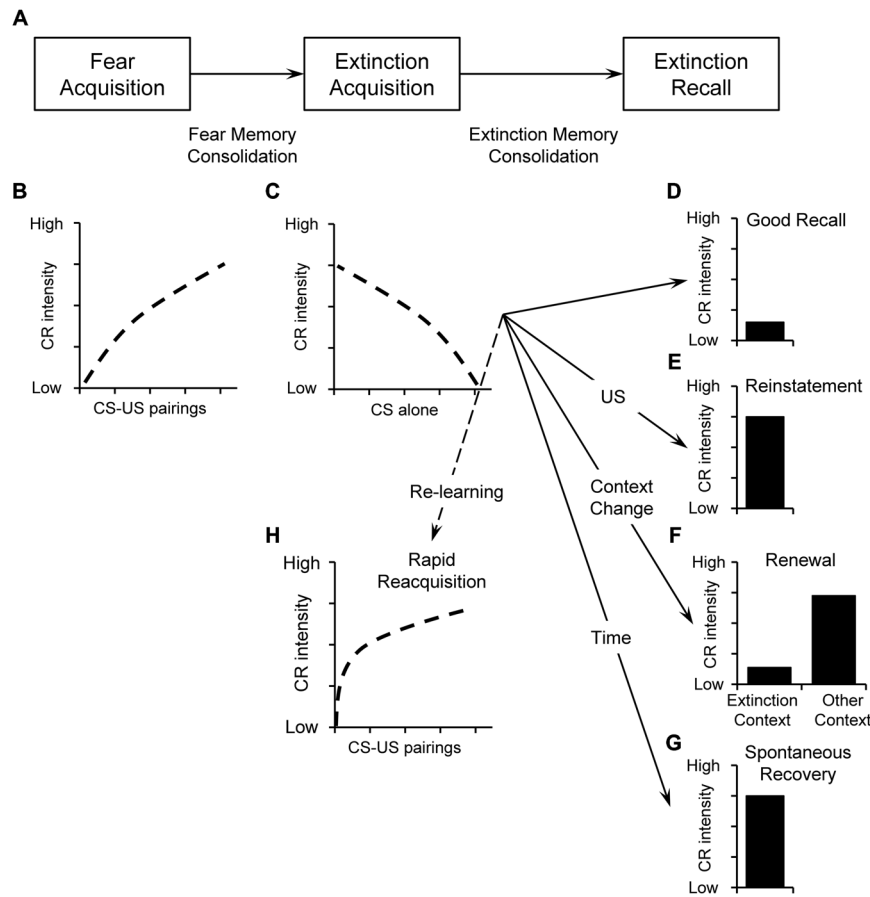 A
Fear
Acquisition
Extinction
Acquisition
Extinction
Recall
Fear Memory
Consolidation
Extinction Memory
Consolidation
B
High
CR intensity
Low
CS-US pairings
C
High
CR intensity
Low
CS alone
D
High
Good Recall
CR intensity
Low
E
High
Reinstatement
CR intensity
Low
US
Context
Change
Time
Re-learning
F
High
Renewal
CR intensity
Low
Extinction
Context
Other
Context
G
High
Spontaneous
Recovery
CR intensity
Low
H
High
Rapid
Reacquisition
CR intensity
Low
CS-US pairings